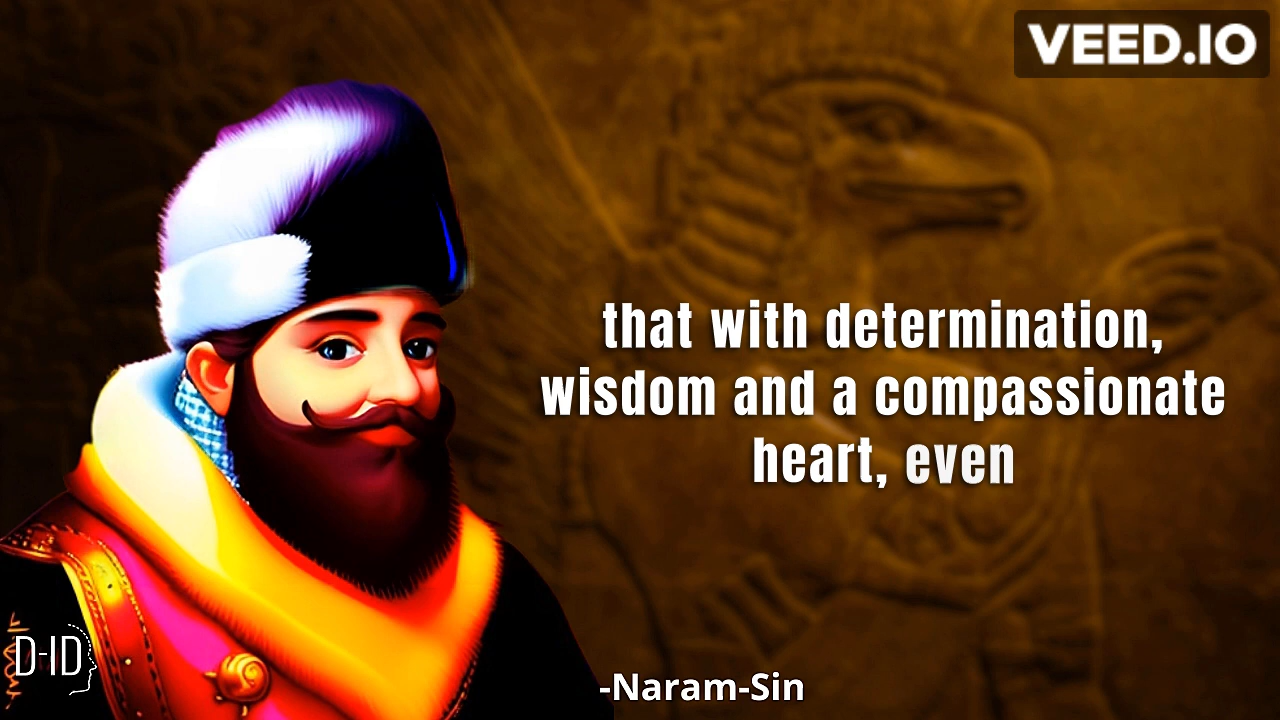 VEED.IO
that with determination,
wisdom and a compassionate
heart, even
D-ID
-Naram-Sin